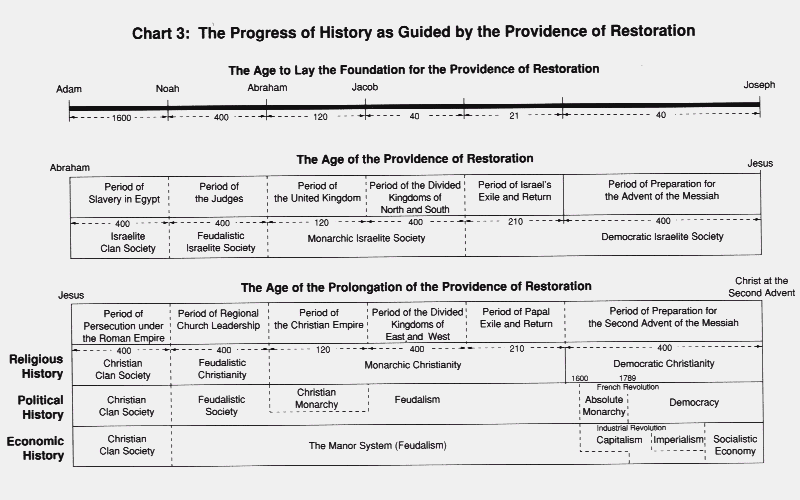 Chart 3: The Progress of History as Guided by the Providence of Restoration
The Age to Lay the Foundation for the Providence of Restoration
Adam Noah Abraham Jacob Joseph
1600 400 120 40 21 40
The Age of the Providence of Restoration
Abraham Jesus
Period of Slavery in Egypt
Period of the Judges
Period of the United Kingdom
Period of the Divided Kingdoms of North and South
Period of Israel's Exile and Return
Period of Preparation for the Advent of the Messiah
400 400 120 400 210 400
Israelite Clan Society
Feudalistic Israelite Society
Monarchic Israelite Society
Democratic Israelite Society
The Age of the Prolongation of the Providence of Restoration
Jesus
Christ at the Second Advent
Period of Persecution under the Roman Empire
Period of Regional Church Leadership
Period of the Christian Empire
Period of the Divided Kingdoms of East and West
Period of Papal Exile and Return
Period of Preparation for the Second Advent of the Messiah
400 400 120 400 210 400
Religious History
Christian Clan Society
Feudalistic Christianity
Monarchic Christianity
Democratic Christianity
1600 1789
French Revolution
Political History
Christian Clan Society
Feudalistic Society
Christian Monarchy
Feudalism
Absolute Monarchy
Democracy
Industrial Revolution
Economic History
Christian Clan Society
The Manor System (Feudalism)
Capitalism
Imperialism
Socialistic Economy